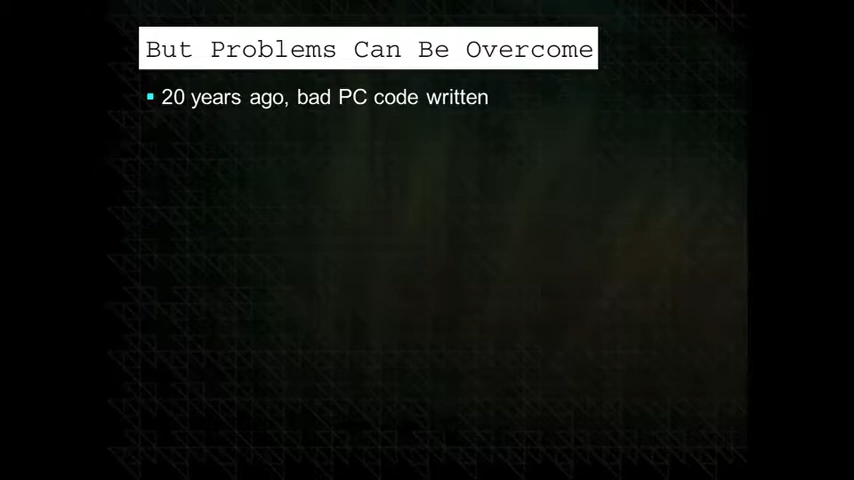 But Problems Can Be Overcome
20 years ago, bad PC code written